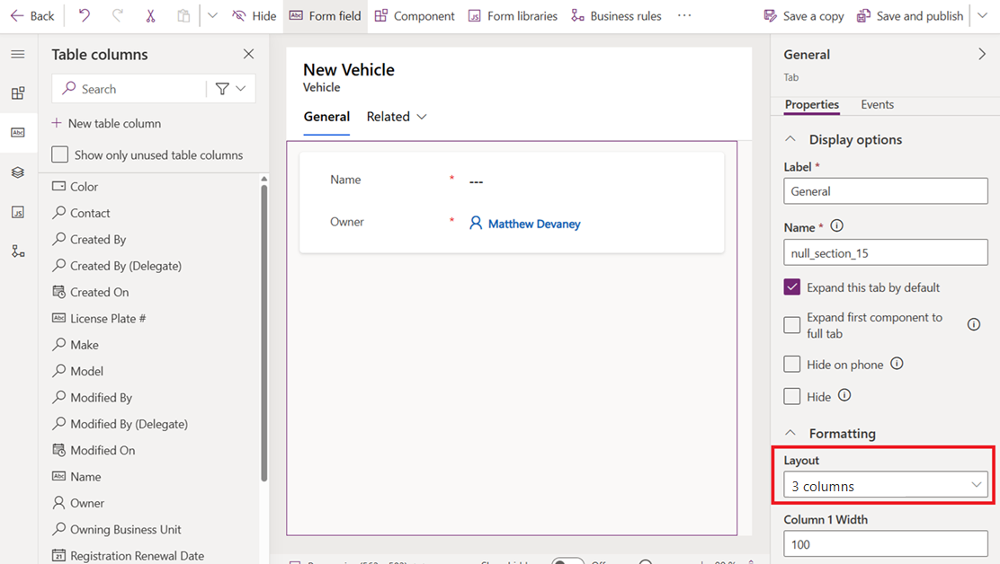 Back
Hide
Form field
Component
Form libraries
Business rules
Save a copy
Save and publish
Table columns
Search
New table column
Show only unused table columns
Color
Contact
Created By
Created By (Delegate)
Created On
License Plate #
Make
Model
Modified By
Modified By (Delegate)
Modified On
Name
Owner
Owning Business Unit
Registration Renewal Date
New Vehicle
Vehicle
General
Related
Name * ---
Owner * Matthew Devaney
General
Tab
Properties
Events
Display options
Label *
General
Name *
null_section_15
Expand this tab by default
Expand first component to
full tab
Hide on phone
Hide
Formatting
Layout
3 columns
Column 1 Width
100